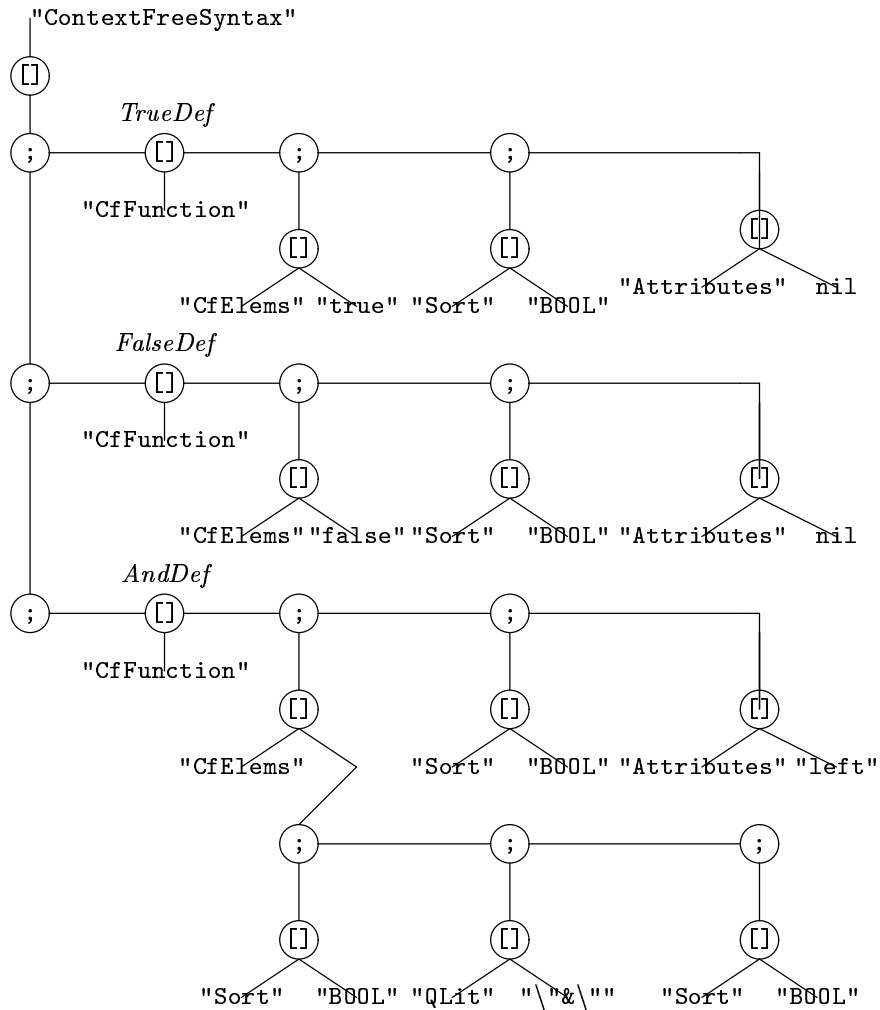 "ContextFreeSyntax"
[]
TrueDef
; [] ; ;
"CfFunction" []
[] []
"Attributes" nil
"CfElems" "true" "Sort" "BOOL"
FalseDef
; [] ; ;
"CfFunction"
[] [] []
"CfElems" "false" "Sort" "BOOL" "Attributes" nil
AndDef
; [] ; ;
"CfFunction"
[] [] []
"CfElems" "Sort" "BOOL" "Attributes" "left"
; ; ;
[] [] []
"Sort" "BOOL" "QLit" "\"&\"" "Sort" "BOOL"